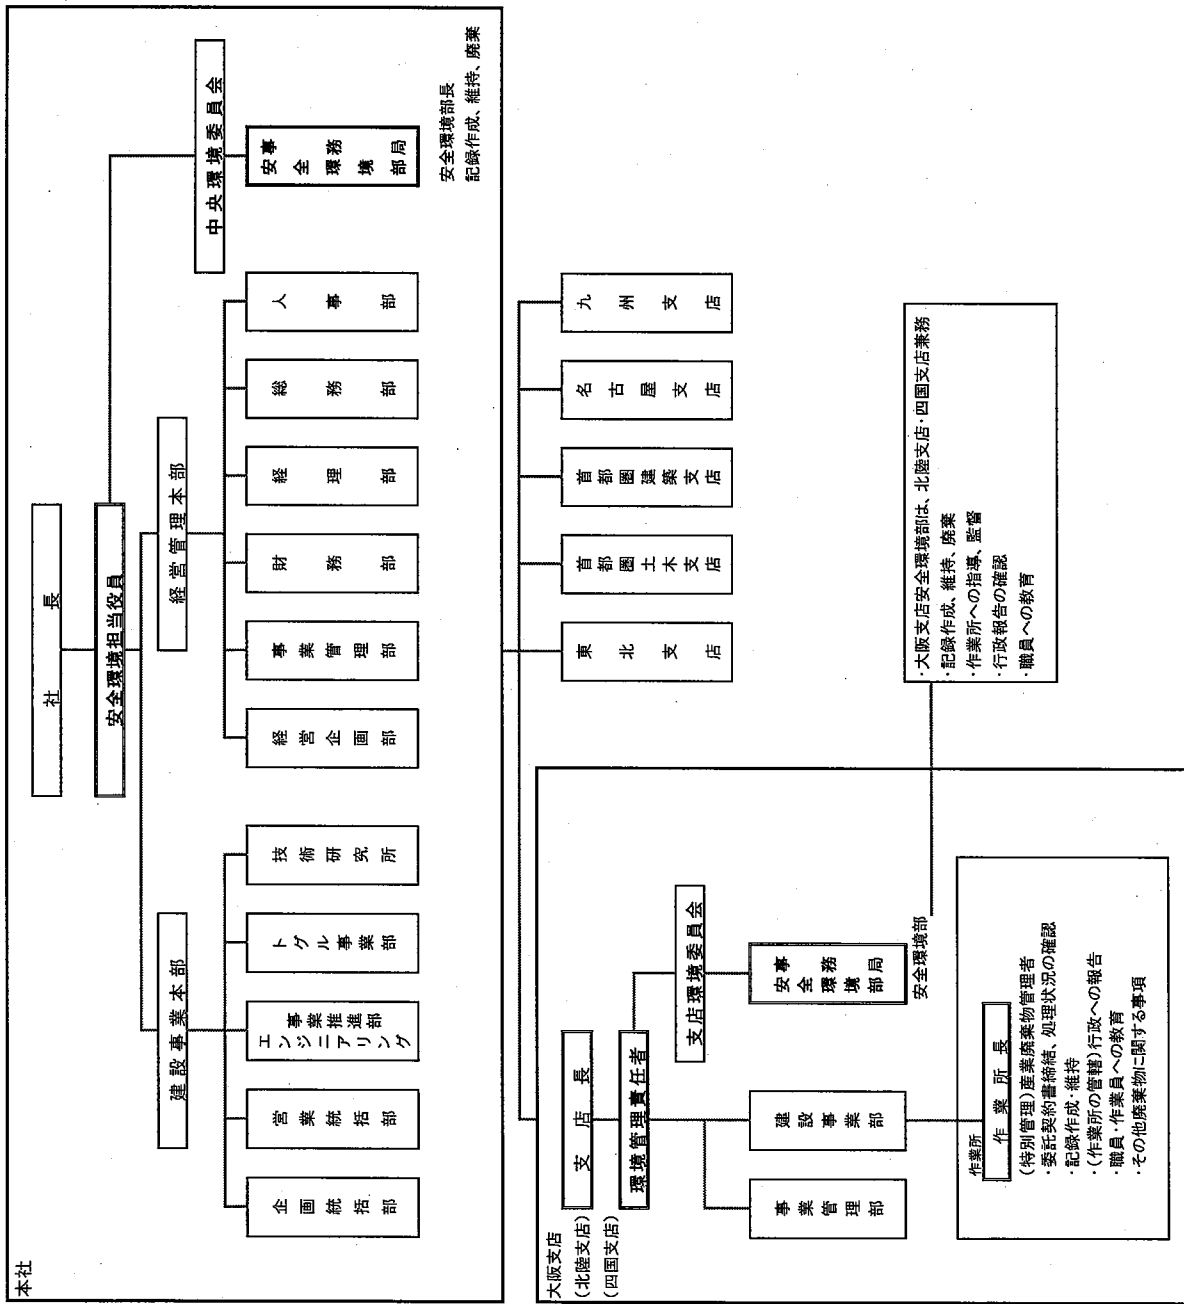 本社
社長
安全環境担当役員
建設事業本部
経営管理本部
中央環境委員会
企画統括部
営業統括部
エンジニアリング
事業推進部
トグル事業部
技術研究所
経営企画部
事業管理部
財務部
経理部
総務部
人事部
安全環境部
事務局
安全環境部長
記録作成、維持、廃棄
東北支店
首都圏土木支店
首都圏建築支店
名古屋支店
九州支店
大阪支店
(北陸支店)
(四国支店)
支店長
環境管理責任者
支店環境委員会
事業管理部
建設事業部
安全環境部
事務局
安全環境部
・大阪支店安全環境部は、北陸支店・四国支店兼務
・記録作成、維持、廃棄
・作業所への指導、監督
・行政報告の確認
・職員への教育
作業所
作業所長
(特別管理)産業廃棄物管理者
・委託契約書締結、処理状況の確認
・記録作成・維持
・(作業所の管轄)行政への報告
・職員・作業員への教育
・その他廃棄物に関する事項